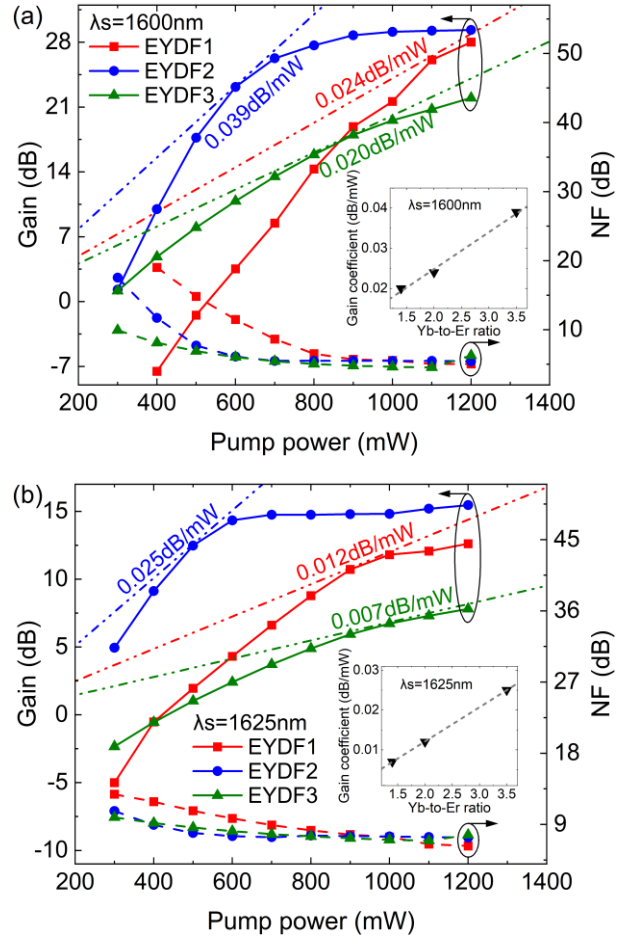 (a)
λs=1600nm
EYDF1
EYDF2
EYDF3
0.039dB/mW
0.024dB/mW
0.020dB/mW
28
21
14
7
0
-7
Gain (dB)
50
40
30
20
10
NF (dB)
λs=1600nm
Gain coefficient (dB/mW)
0.04
0.03
0.02
1.5 2.0 2.5 3.0 3.5
Yb-to-Er ratio
200 400 600 800 1000 1200 1400
Pump power (mW)
(b)
0.025dB/mW
0.012dB/mW
0.007dB/mW
15
10
5
0
-5
-10
Gain (dB)
45
36
27
18
9
NF (dB)
λs=1625nm
EYDF1
EYDF2
EYDF3
λs=1625nm
Gain coefficient (dB/mW)
0.03
0.02
0.01
1.5 2.0 2.5 3.0 3.5
Yb-to-Er ratio
200 400 600 800 1000 1200 1400
Pump power (mW)